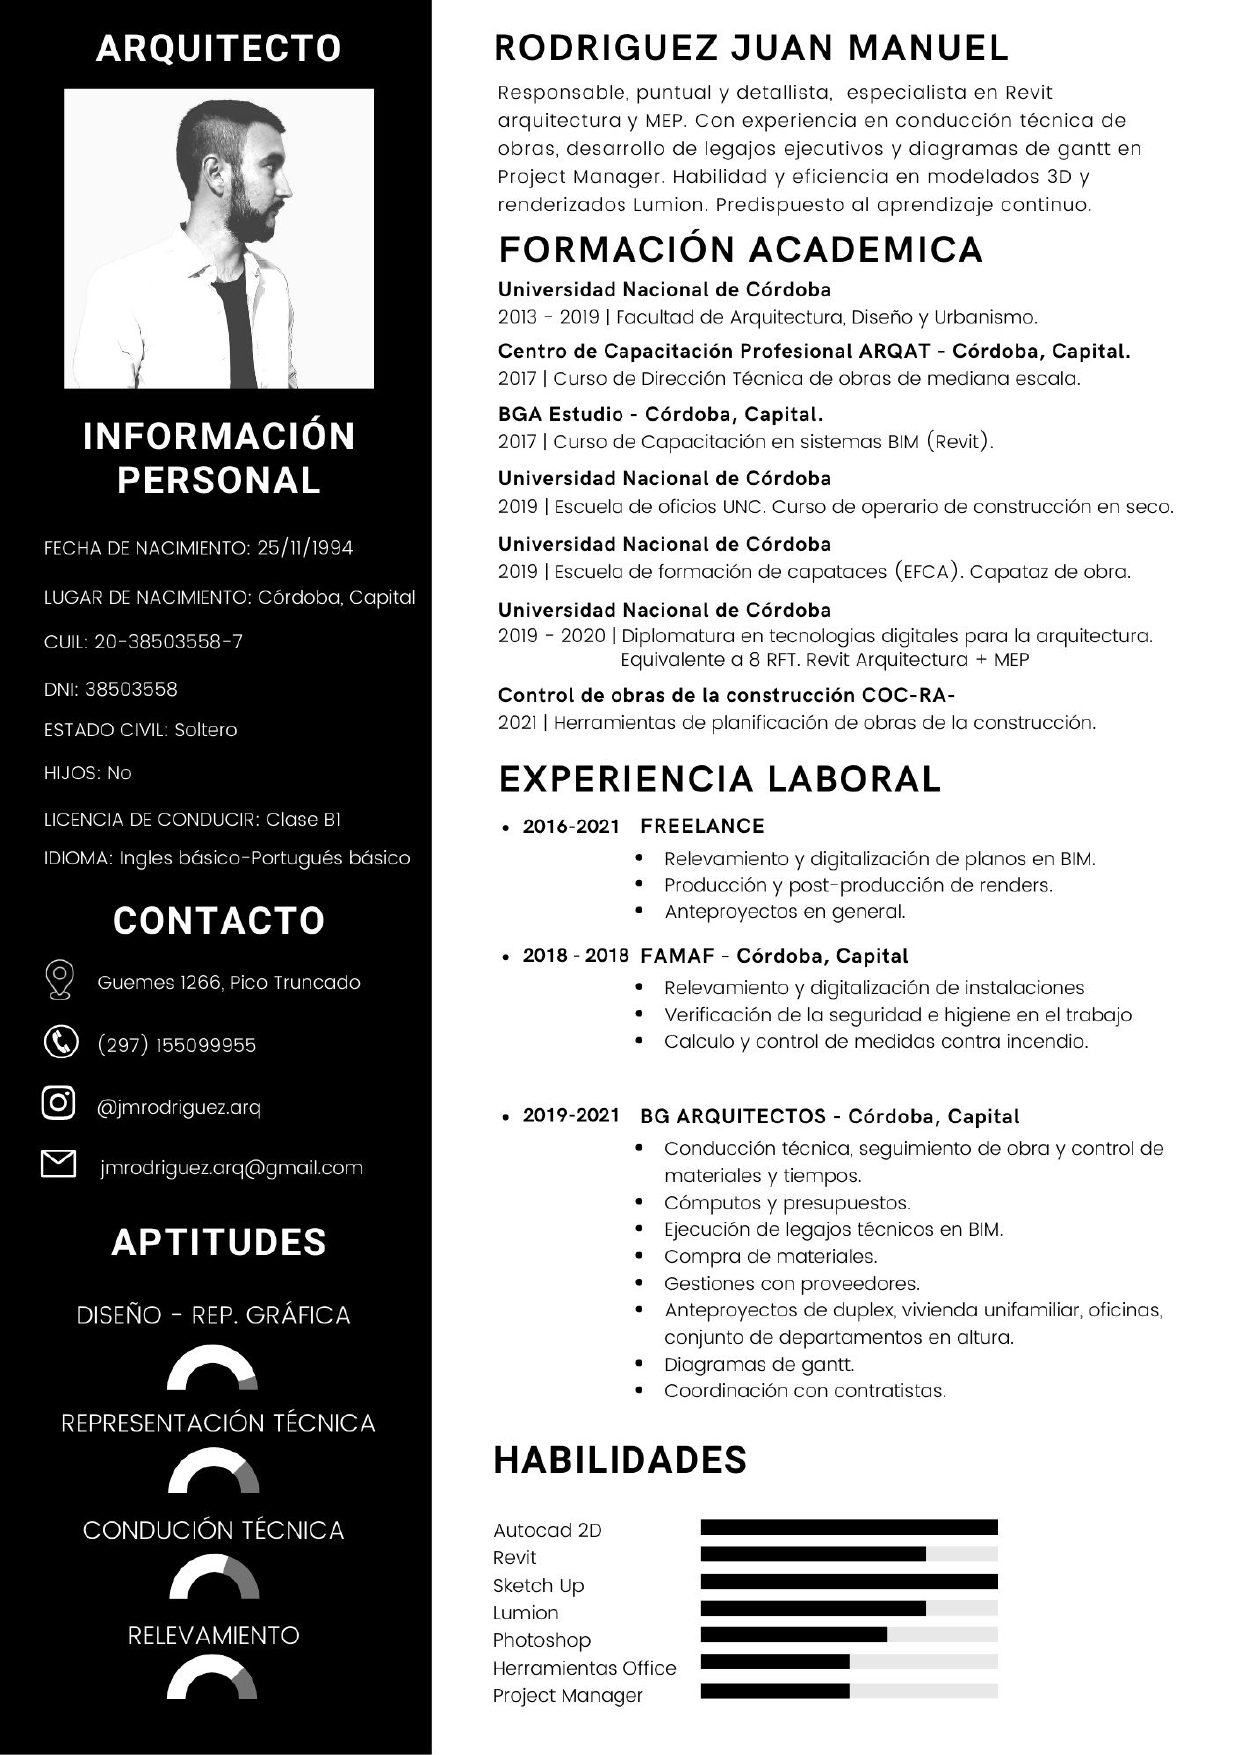 ARQUITECTO
INFORMACIÓN
PERSONAL
FECHA DE NACIMIENTO: 25/11/1994
LUGAR DE NACIMIENTO: Córdoba, Capital
CUIL: 20-38503558-7
DNI: 38503558
ESTADO CIVIL: Soltero
HIJOS: No
LICENCIA DE CONDUCIR: Clase B1
IDIOMA: Ingles básico-Portugués básico
CONTACTO
Guemes 1266, Pico Truncado
(297) 155099955
@jmrodriguez.arq
jmrodriguez.arq@gmail.com
APTITUDES
DISEÑO - REP. GRÁFICA
REPRESENTACIÓN TÉCNICA
CONDUCIÓN TÉCNICA
RELEVAMIENTO
RODRIGUEZ JUAN MANUEL
Responsable, puntual y detallista, especialista en Revit
arquitectura y MEP. Con experiencia en conducción técnica de
obras, desarrollo de legajos ejecutivos y diagramas de gantt en
Project Manager. Habilidad y eficiencia en modelados 3D y
renderizados Lumion. Predispuesto al aprendizaje continuo.
FORMACIÓN ACADEMICA
Universidad Nacional de Córdoba
2013 - 2019 | Facultad de Arquitectura, Diseño y Urbanismo.
Centro de Capacitación Profesional ARQAT - Córdoba, Capital.
2017 | Curso de Dirección Técnica de obras de mediana escala.
BGA Estudio - Córdoba, Capital.
2017 | Curso de Capacitación en sistemas BIM (Revit).
Universidad Nacional de Córdoba
2019 | Escuela de oficios UNC. Curso de operario de construcción en seco.
Universidad Nacional de Córdoba
2019 | Escuela de formación de capataces (EFCA). Capataz de obra.
Universidad Nacional de Córdoba
2019 - 2020 | Diplomatura en tecnologias digitales para la arquitectura.
Equivalente a 8 RFT. Revit Arquitectura + MEP
Control de obras de la construcción COC-RA-
2021 | Herramientas de planificación de obras de la construcción.
EXPERIENCIA LABORAL
• 2016-2021 FREELANCE
• Relevamiento y digitalización de planos en BIM.
• Producción y post-producción de renders.
• Anteproyectos en general.
• 2018 - 2018 FAMAF - Córdoba, Capital
• Relevamiento y digitalización de instalaciones
• Verificación de la seguridad e higiene en el trabajo
• Calculo y control de medidas contra incendio.
• 2019-2021 BG ARQUITECTOS - Córdoba, Capital
• Conducción técnica, seguimiento de obra y control de
materiales y tiempos.
• Cómputos y presupuestos.
• Ejecución de legajos técnicos en BIM.
• Compra de materiales.
• Gestiones con proveedores.
• Anteproyectos de duplex, vivienda unifamiliar, oficinas,
conjunto de departamentos en altura.
• Diagramas de gantt.
• Coordinación con contratistas.
HABILIDADES
Autocad 2D
Revit
Sketch Up
Lumion
Photoshop
Herramientas Office
Project Manager